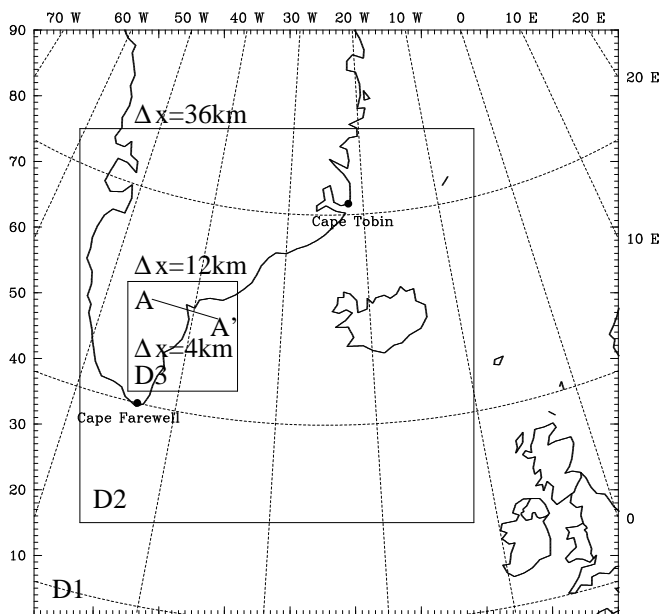 70 W 60 W 50 W 40 W 30 W 20 W 10 W 0 10 E 20 E
90
20 E
80
Δx=36km
70
60
Cape Tobin
10 E
Δx=12km
50
A
A'
Δx=4km
40
D3
30
Cape Farewell
20
D2
0
10
D1